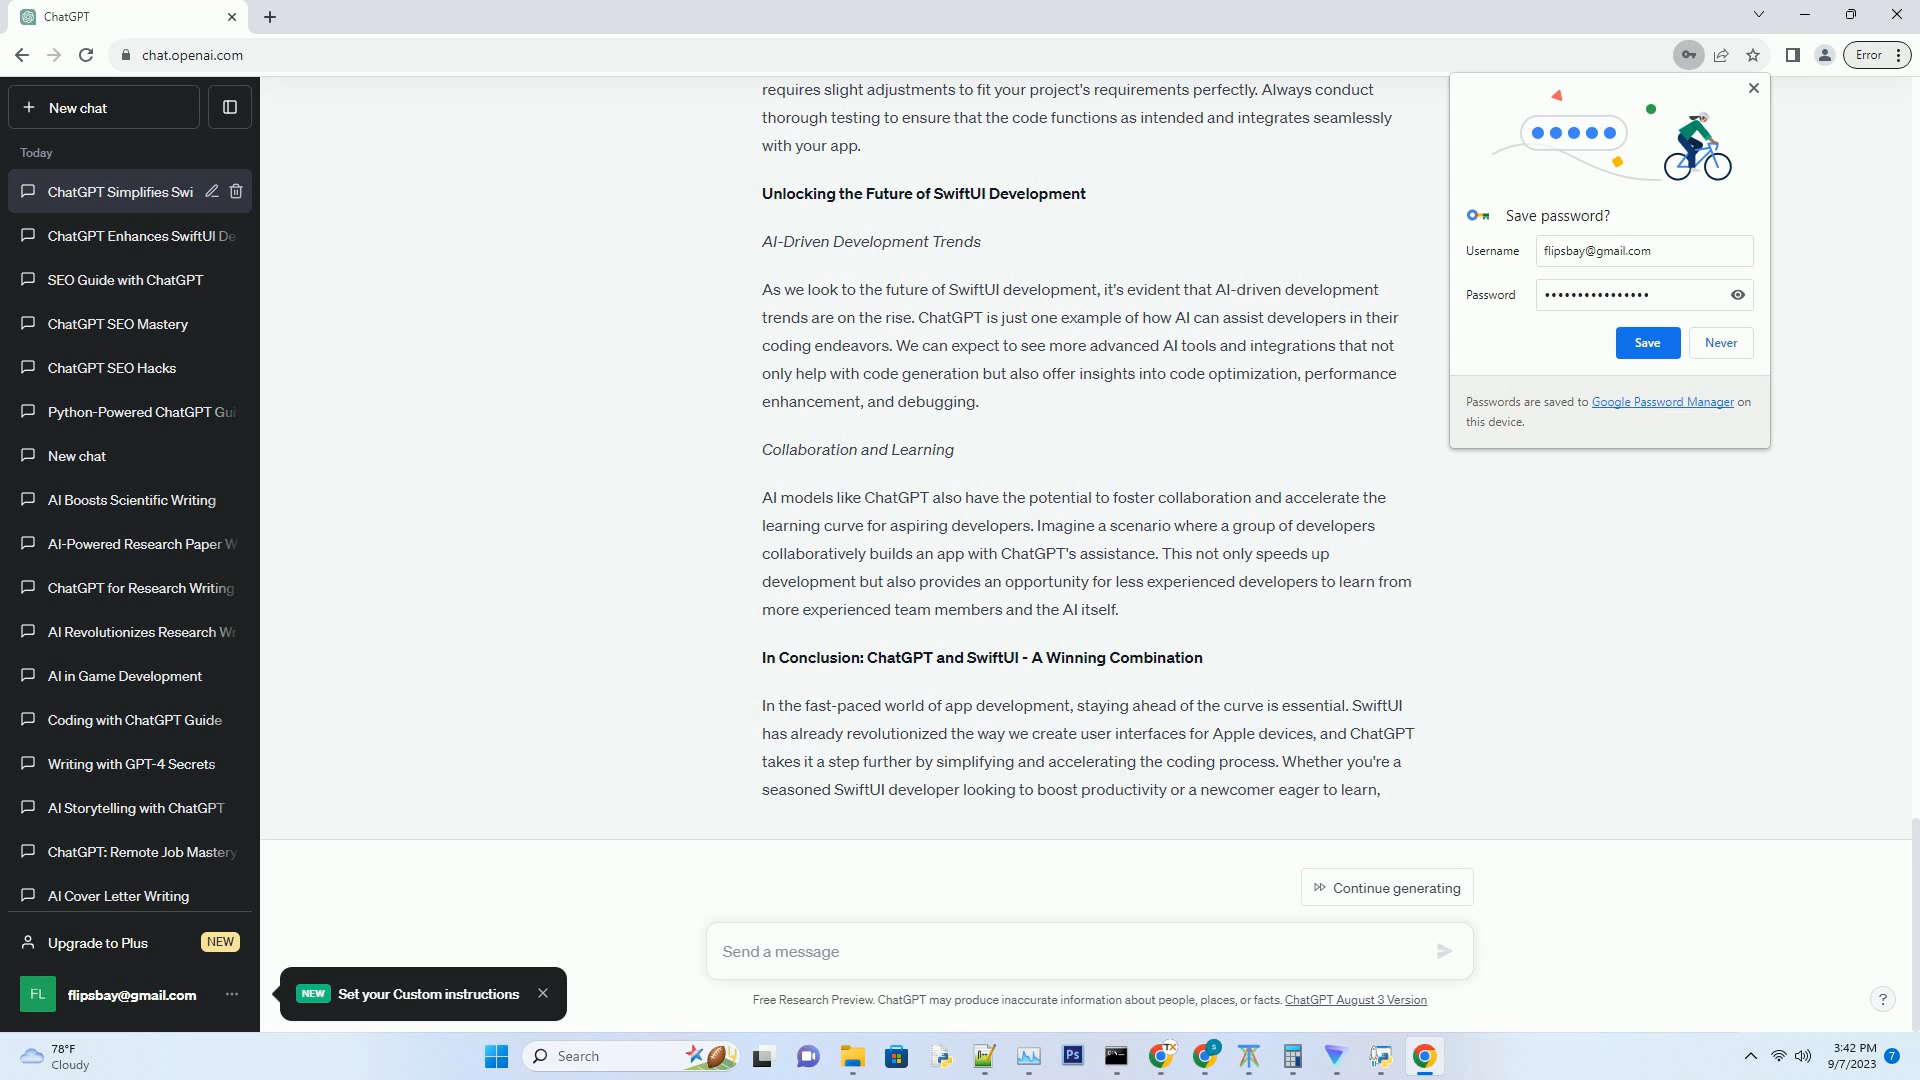 ChatGPT
chat.openai.com
Error
New chat
Today
ChatGPT Simplifies Swi
ChatGPT Enhances SwiftUI De
SEO Guide with ChatGPT
ChatGPT SEO Mastery
ChatGPT SEO Hacks
Python-Powered ChatGPT Gui
New chat
AI Boosts Scientific Writing
AI-Powered Research Paper W
ChatGPT for Research Writing
AI Revolutionizes Research Wr
AI in Game Development
Coding with ChatGPT Guide
Writing with GPT-4 Secrets
AI Storytelling with ChatGPT
ChatGPT: Remote Job Mastery
AI Cover Letter Writing
Upgrade to Plus NEW
FL flipsbay@gmail.com
requires slight adjustments to fit your project's requirements perfectly. Always conduct
thorough testing to ensure that the code functions as intended and integrates seamlessly
with your app.
Unlocking the Future of SwiftUI Development
AI-Driven Development Trends
As we look to the future of SwiftUI development, it's evident that AI-driven development
trends are on the rise. ChatGPT is just one example of how AI can assist developers in their
coding endeavors. We can expect to see more advanced AI tools and integrations that not
only help with code generation but also offer insights into code optimization, performance
enhancement, and debugging.
Collaboration and Learning
AI models like ChatGPT also have the potential to foster collaboration and accelerate the
learning curve for aspiring developers. Imagine a scenario where a group of developers
collaboratively builds an app with ChatGPT's assistance. This not only speeds up
development but also provides an opportunity for less experienced developers to learn from
more experienced team members and the AI itself.
In Conclusion: ChatGPT and SwiftUI - A Winning Combination
In the fast-paced world of app development, staying ahead of the curve is essential. SwiftUI
has already revolutionized the way we create user interfaces for Apple devices, and ChatGPT
takes it a step further by simplifying and accelerating the coding process. Whether you're a
seasoned SwiftUI developer looking to boost productivity or a newcomer eager to learn,
Continue generating
Send a message
Free Research Preview. ChatGPT may produce inaccurate information about people, places, or facts. ChatGPT August 3 Version
NEW Set your Custom instructions
?
Save password?
Username flipsbay@gmail.com
Password ••••••••••••••••
Save Never
Passwords are saved to Google Password Manager on
this device.
78°F
Cloudy
Search
Ps
TX
S
3:42 PM
9/7/2023
7